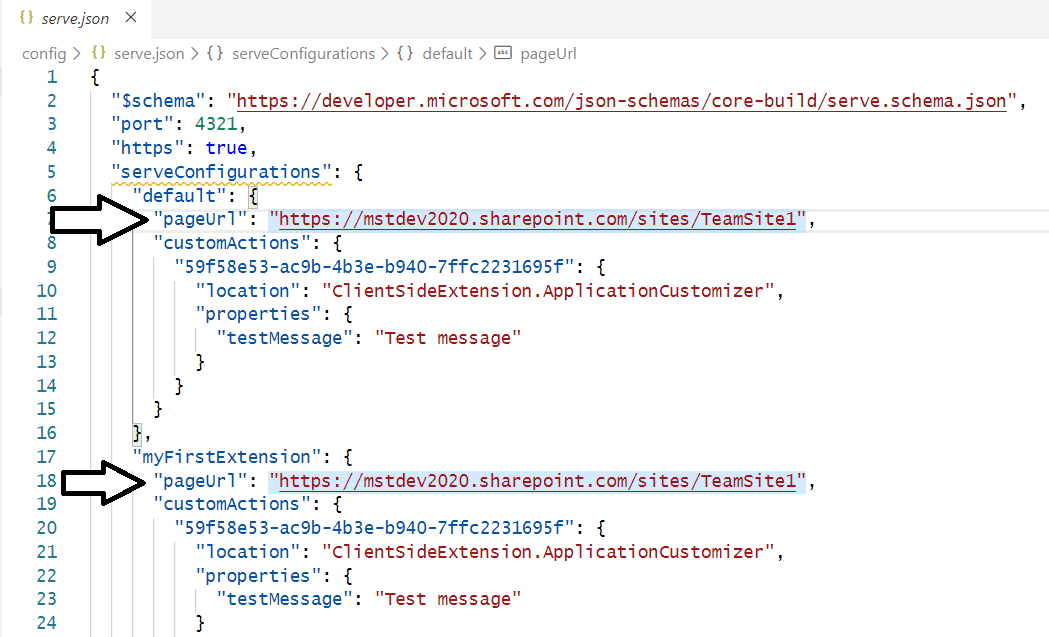 {} serve.json ×
config > {} serve.json > {} serveConfigurations > {} default > abc pageUrl
1 {
2 "$schema": "https://developer.microsoft.com/json-schemas/core-build/serve.schema.json",
3 "port": 4321,
4 "https": true,
5 "serveConfigurations": {
6 "default": {
7 "pageUrl": "https://mstdev2020.sharepoint.com/sites/TeamSite1",
8 "customActions": {
9 "59f58e53-ac9b-4b3e-b940-7ffc2231695f": {
10 "location": "ClientSideExtension.ApplicationCustomizer",
11 "properties": {
12 "testMessage": "Test message"
13 }
14 }
15 }
16 },
17 "myFirstExtension": {
18 "pageUrl": "https://mstdev2020.sharepoint.com/sites/TeamSite1",
19 "customActions": {
20 "59f58e53-ac9b-4b3e-b940-7ffc2231695f": {
21 "location": "ClientSideExtension.ApplicationCustomizer",
22 "properties": {
23 "testMessage": "Test message"
24 }